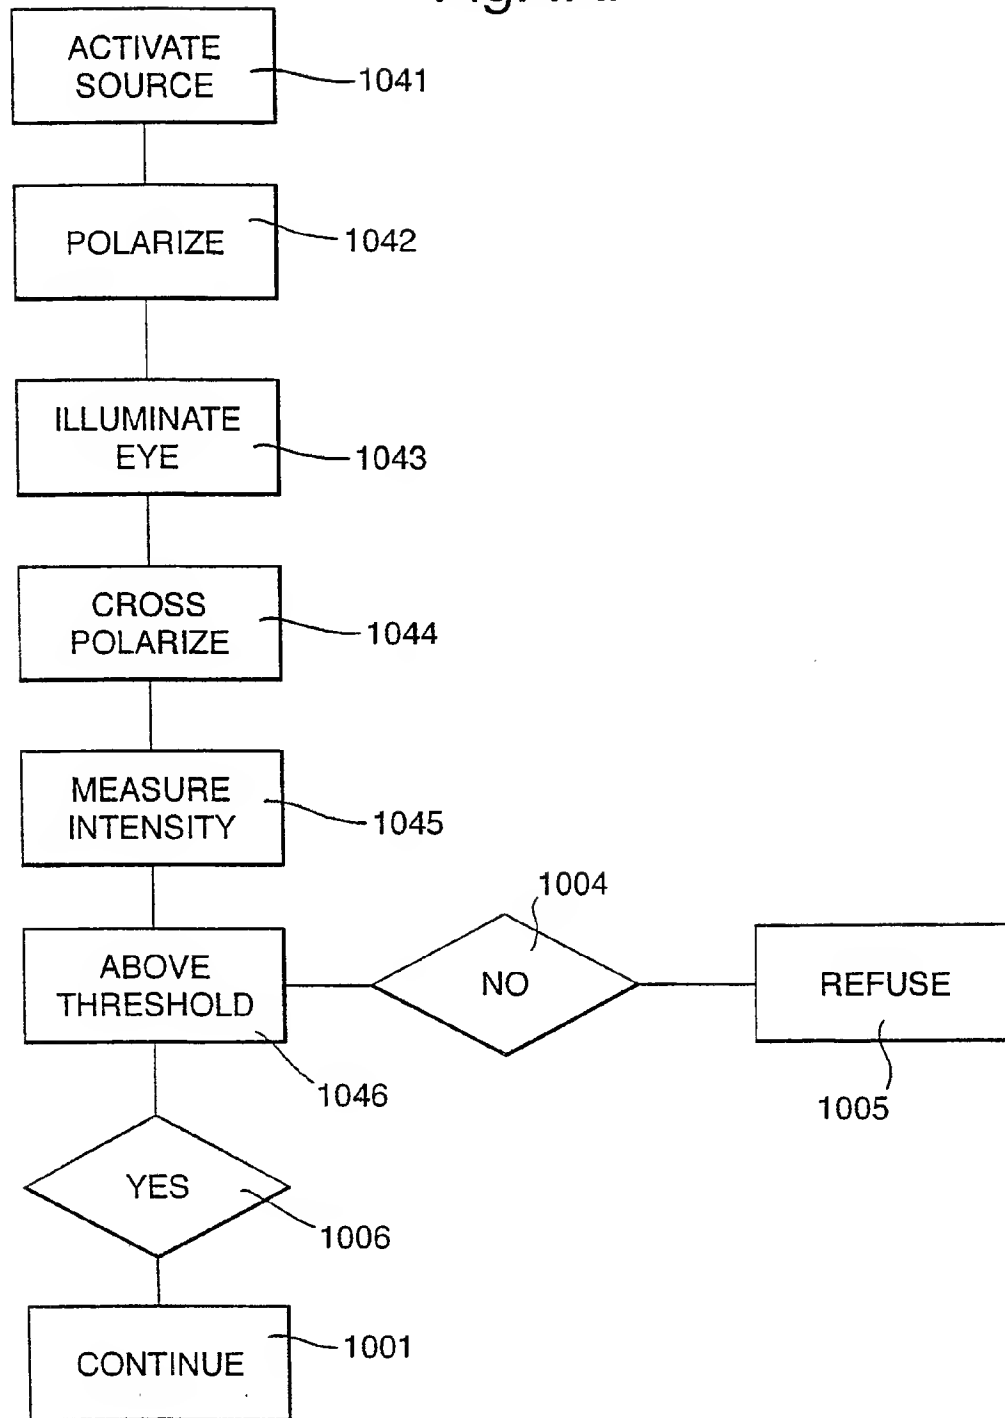 ACTIVATE
SOURCE
1041
POLARIZE
1042
ILLUMINATE
EYE
1043
CROSS
POLARIZE
1044
MEASURE
INTENSITY
1045
ABOVE
THRESHOLD
1046
NO
1004
REFUSE
1005
YES
1006
CONTINUE
1001